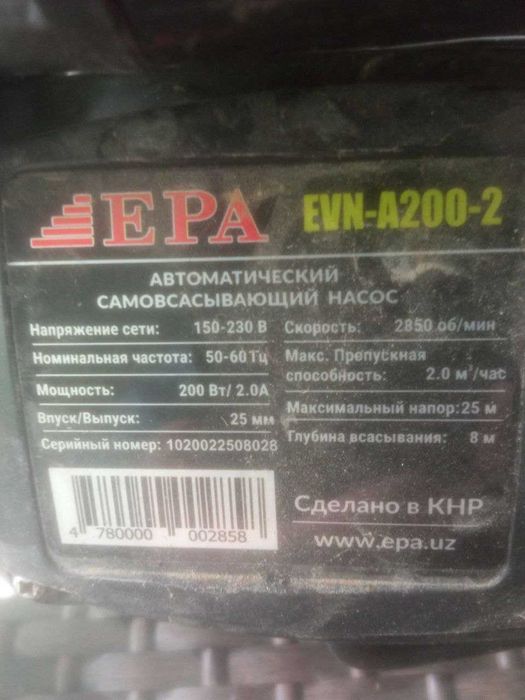 EPA EVN-A200-2
АВТОМАТИЧЕСКИЙ
САМОВСАСЫВАЮЩИЙ НАСОС
Напряжение сети: 150-230 В
Номинальная частота: 50-60 Тц
Мощность: 200 Вт/ 2.0А
Впуск/Выпуск: 25 мм
Серийный номер: 1020022508028
Скорость: 2850 об/мин
Макс. Пропускная
способность: 2.0 м³/час
Максимальный напор: 25 м
Глубина всасывания: 8 м
4 780000 002858
Сделано в КНР
www.epa.uz